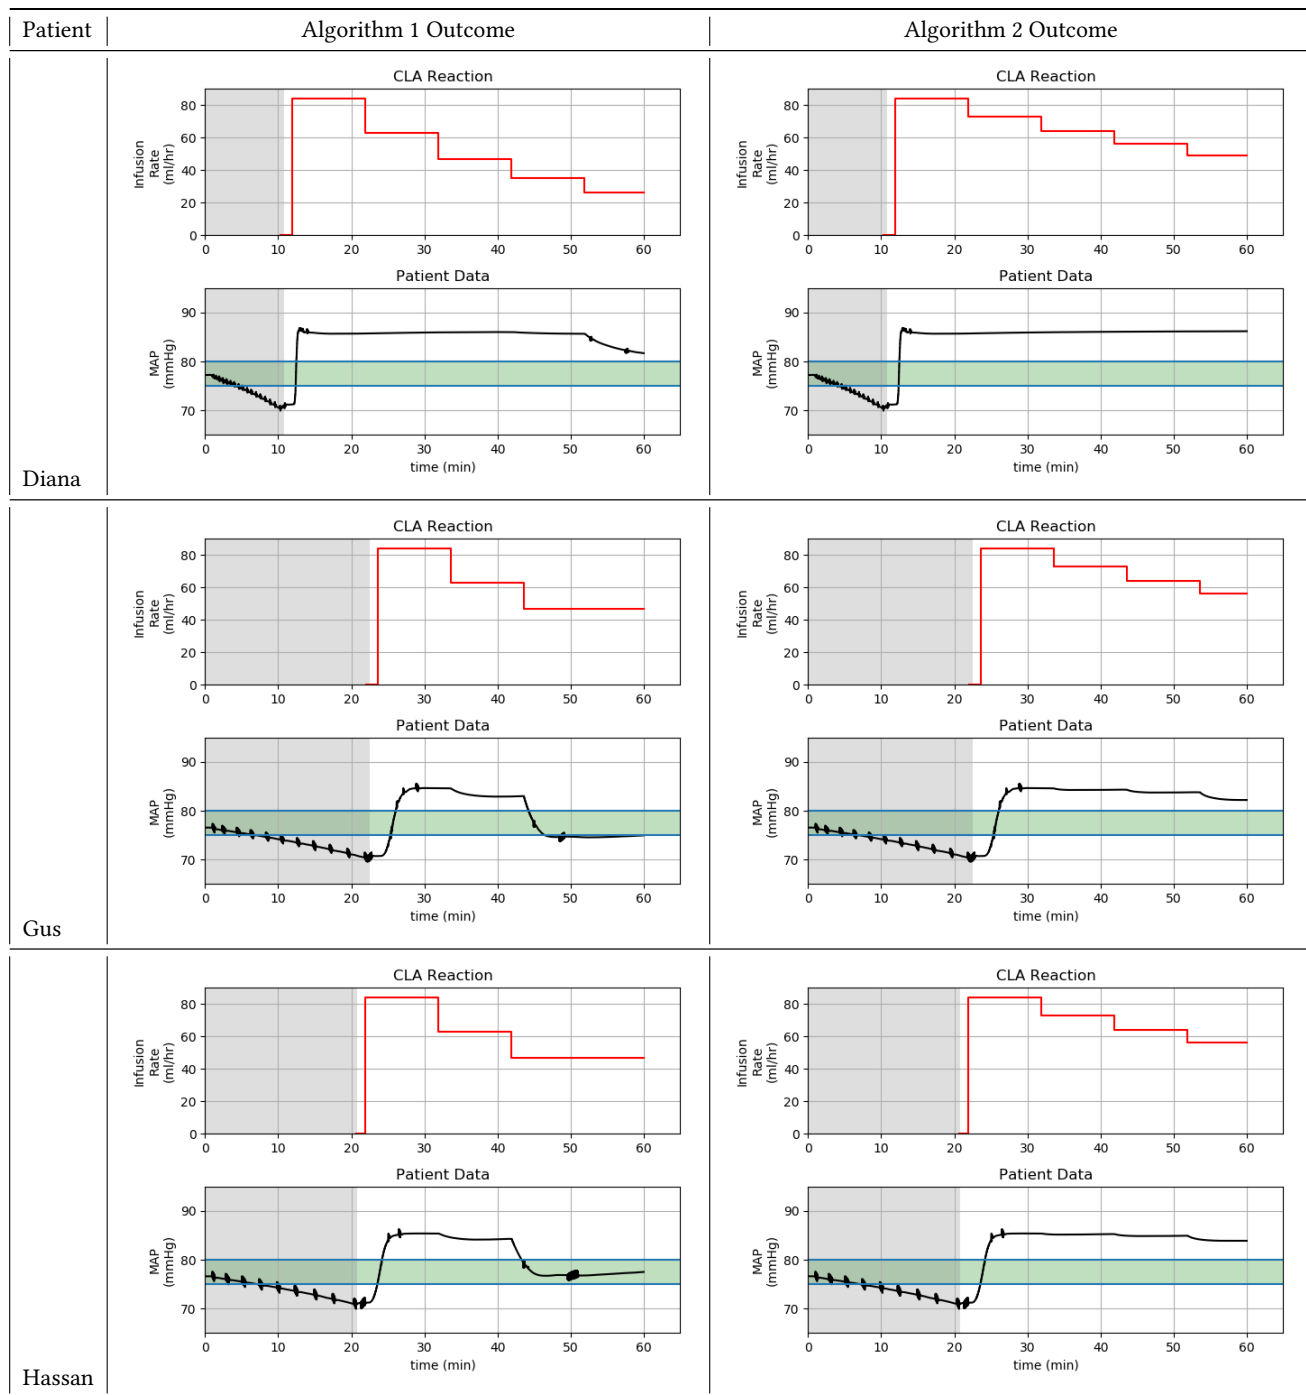 Patient Algorithm 1 Outcome Algorithm 2 Outcome
Diana
CLA Reaction
Infusion
Rate
(ml/hr)
80
60
40
20
0
0 10 20 30 40 50 60
Patient Data
MAP
(mmHg)
90
80
70
0 10 20 30 40 50 60
time (min)
CLA Reaction
Infusion
Rate
(ml/hr)
80
60
40
20
0
0 10 20 30 40 50 60
Patient Data
MAP
(mmHg)
90
80
70
0 10 20 30 40 50 60
time (min)
Gus
CLA Reaction
Infusion
Rate
(ml/hr)
80
60
40
20
0
0 10 20 30 40 50 60
Patient Data
MAP
(mmHg)
90
80
70
0 10 20 30 40 50 60
time (min)
CLA Reaction
Infusion
Rate
(ml/hr)
80
60
40
20
0
0 10 20 30 40 50 60
Patient Data
MAP
(mmHg)
90
80
70
0 10 20 30 40 50 60
time (min)
Hassan
CLA Reaction
Infusion
Rate
(ml/hr)
80
60
40
20
0
0 10 20 30 40 50 60
Patient Data
MAP
(mmHg)
90
80
70
0 10 20 30 40 50 60
time (min)
CLA Reaction
Infusion
Rate
(ml/hr)
80
60
40
20
0
0 10 20 30 40 50 60
Patient Data
MAP
(mmHg)
90
80
70
0 10 20 30 40 50 60
time (min)